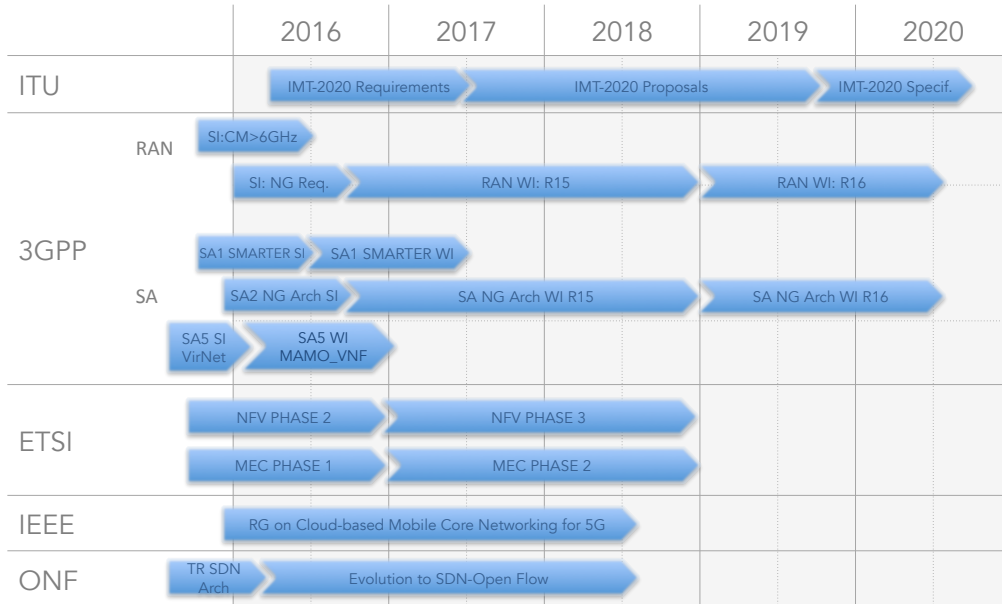 2016 2017 2018 2019 2020
ITU
IMT-2020 Requirements IMT-2020 Proposals IMT-2020 Specif.
RAN
SI:CM>6GHz
SI: NG Req. RAN WI: R15 RAN WI: R16
3GPP
SA1 SMARTER SI SA1 SMARTER WI
SA
SA2 NG Arch SI SA NG Arch WI R15 SA NG Arch WI R16
SA5 SI
VirNet
SA5 WI
MAMO_VNF
ETSI
NFV PHASE 2 NFV PHASE 3
MEC PHASE 1 MEC PHASE 2
IEEE
RG on Cloud-based Mobile Core Networking for 5G
ONF
TR SDN
Arch
Evolution to SDN-Open Flow